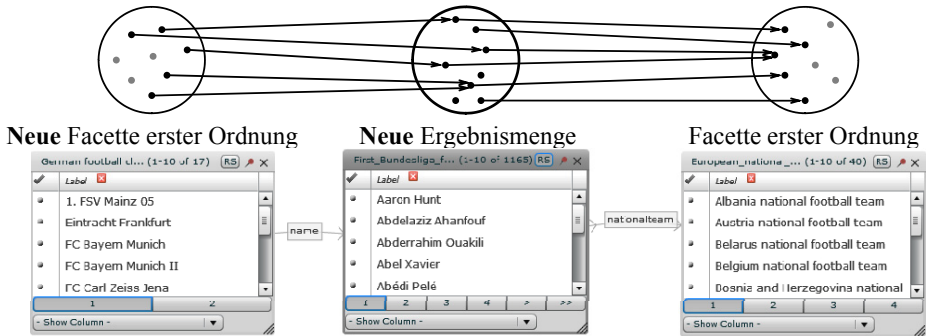 Neue Facette erster Ordnung
Neue Ergebnismenge
Facette erster Ordnung
German football cl... (1-10 of 17) RS
Label
1. FSV Mainz 05
Eintracht Frankfurt
FC Bayern Munich
FC Bayern Munich II
FC Carl Zeiss Jena
1 2
- Show Column -
name
First_Bundesliga_f... (1-10 of 1165) RS
Label
Aaron Hunt
Abdelaziz Ahanfouf
Abderrahim Ouakili
Abel Xavier
Abédi Pelé
1 2 3 4 > >>
- Show Column -
nationalteam
European_national_... (1-10 of 40) RS
Label
Albania national football team
Austria national football team
Belarus national football team
Belgium national football team
Bosnia and Herzegovina national
1 2 3 4
- Show Column -